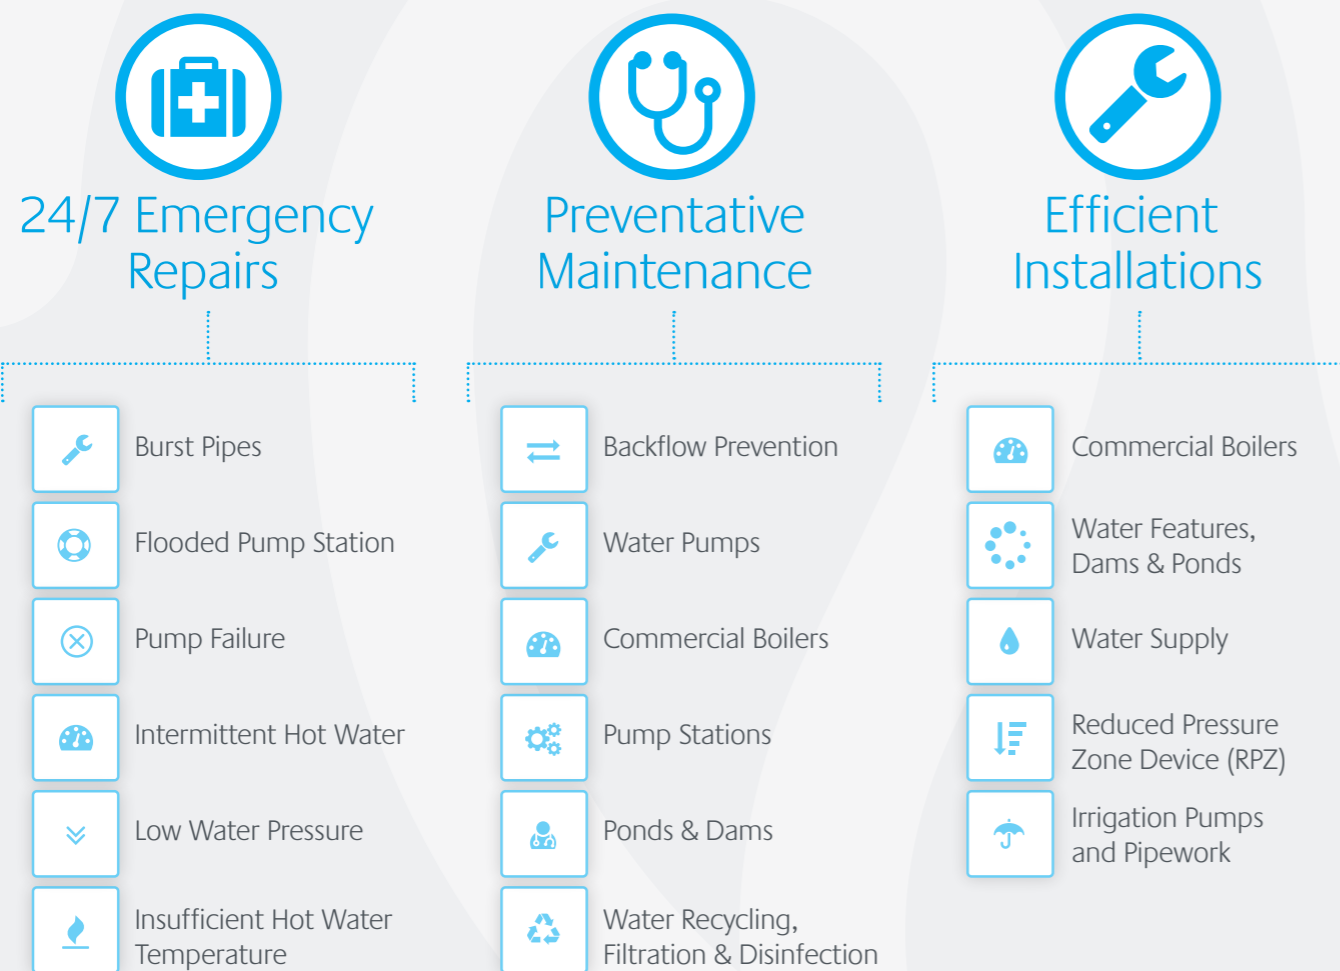 24/7 Emergency
Repairs
Burst Pipes
Flooded Pump Station
Pump Failure
Intermittent Hot Water
Low Water Pressure
Insufficient Hot Water
Temperature
Preventative
Maintenance
Backflow Prevention
Water Pumps
Commercial Boilers
Pump Stations
Ponds & Dams
Water Recycling,
Filtration & Disinfection
Efficient
Installations
Commercial Boilers
Water Features,
Dams & Ponds
Water Supply
Reduced Pressure
Zone Device (RPZ)
Irrigation Pumps
and Pipework